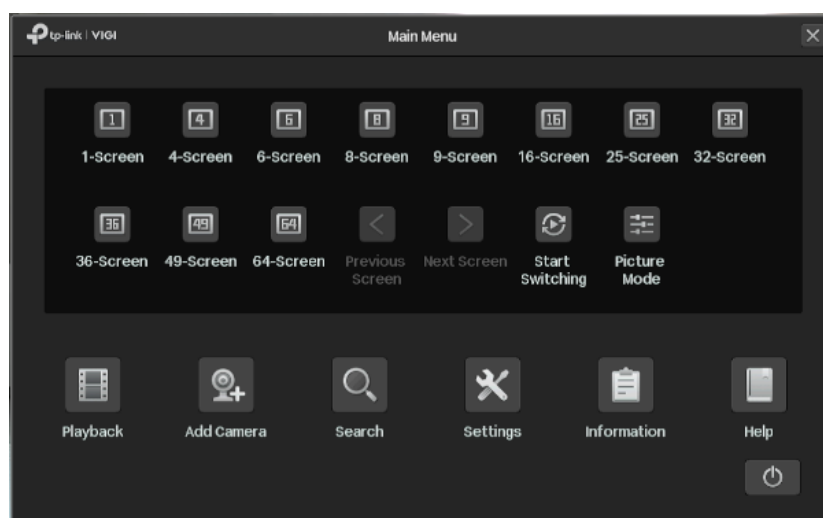 tp-link | VIGI
Main Menu
1
4
6
8
9
16
25
32
1-Screen
4-Screen
6-Screen
8-Screen
9-Screen
16-Screen
25-Screen
32-Screen
36
49
64
36-Screen
49-Screen
64-Screen
Previous
Screen
Next Screen
Start
Switching
Picture
Mode
Playback
Add Camera
Search
Settings
Information
Help